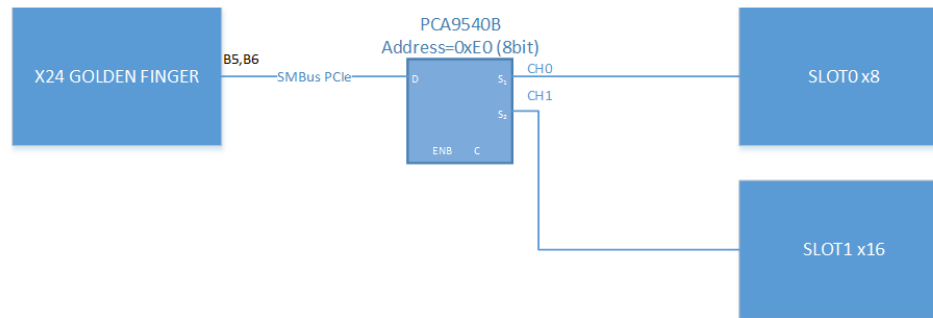 PCA9540B
Address=0xE0 (8bit)
X24 GOLDEN FINGER
B5,B6
SMBus PCIe
D
S₁
S₂
ENB C
CH0
CH1
SLOT0 x8
SLOT1 x16